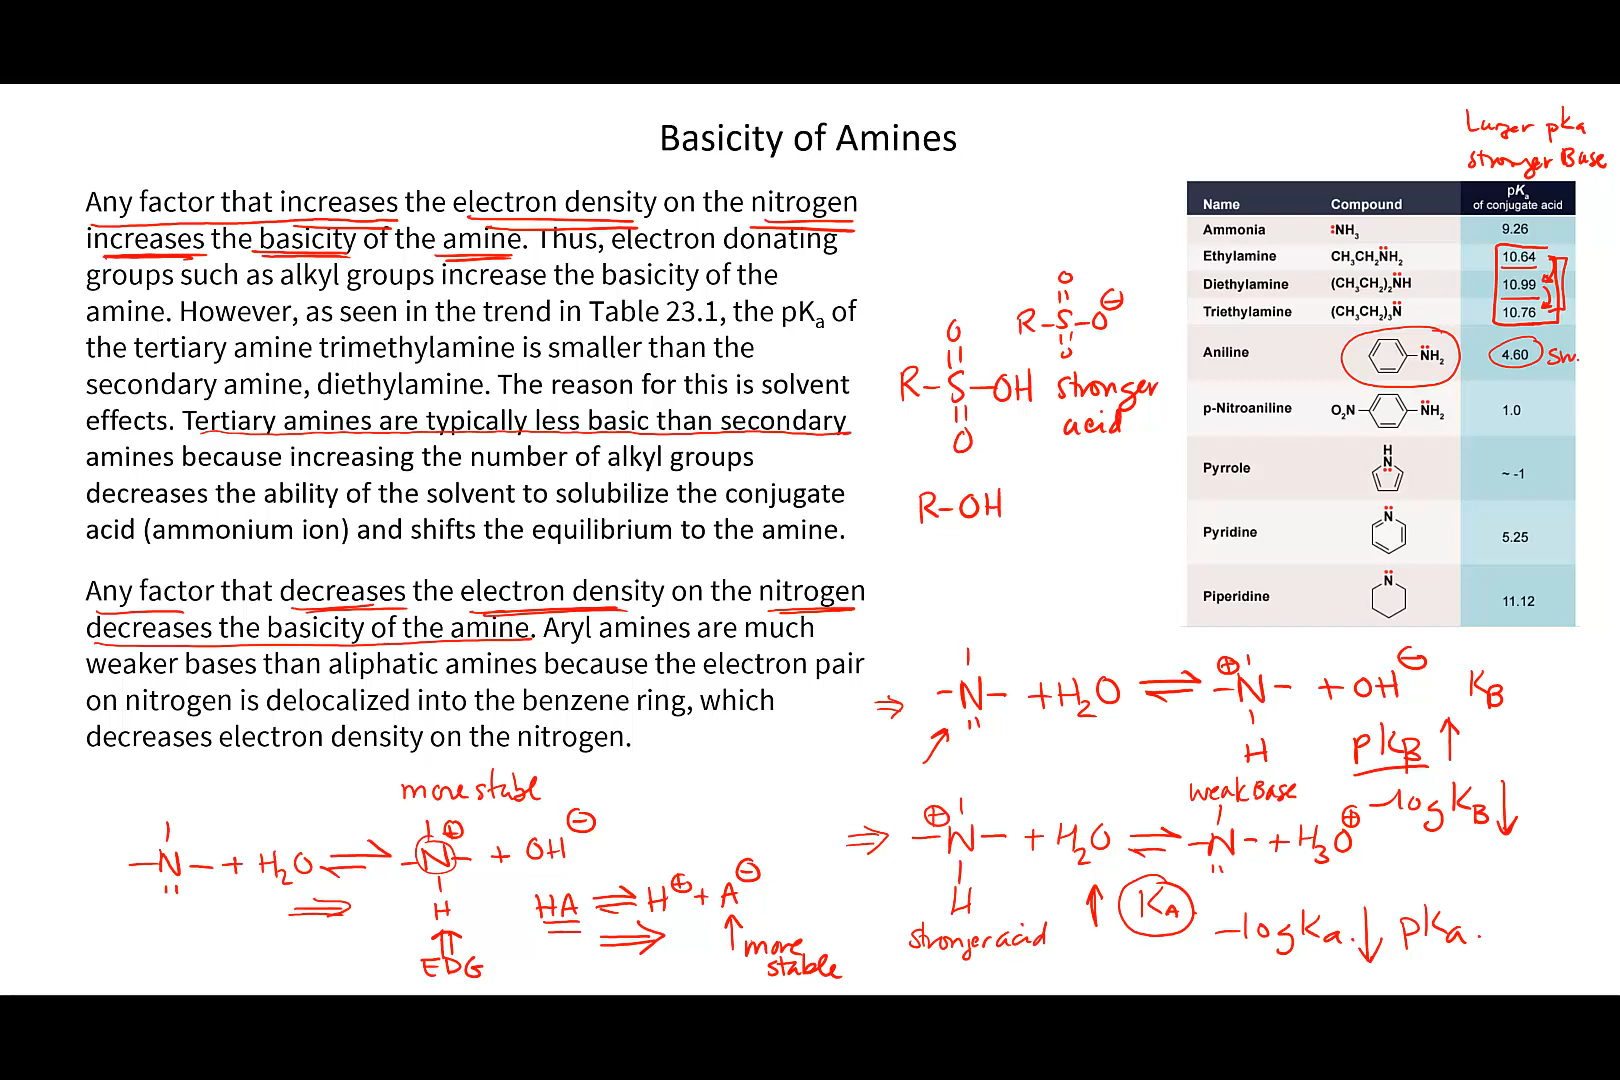 Basicity of Amines
Any factor that increases the electron density on the nitrogen
increases the basicity of the amine. Thus, electron donating
groups such as alkyl groups increase the basicity of the
amine. However, as seen in the trend in Table 23.1, the pKa of
the tertiary amine trimethylamine is smaller than the
secondary amine, diethylamine. The reason for this is solvent
effects. Tertiary amines are typically less basic than secondary
amines because increasing the number of alkyl groups
decreases the ability of the solvent to solubilize the conjugate
acid (ammonium ion) and shifts the equilibrium to the amine.
Any factor that decreases the electron density on the nitrogen
decreases the basicity of the amine. Aryl amines are much
weaker bases than aliphatic amines because the electron pair
on nitrogen is delocalized into the benzene ring, which
decreases electron density on the nitrogen.
Larger pKa
stronger Base
Name Compound pKa of conjugate acid
Ammonia :NH3 9.26
Ethylamine CH3CH2NH2 10.64
Diethylamine (CH3CH2)2NH 10.99
Triethylamine (CH3CH2)3N 10.76
Aniline NH2 4.60 Sm.
p-Nitroaniline O2N NH2 1.0
Pyrrole H N ~ -1
Pyridine N 5.25
Piperidine N 11.12
O
R-S-O⊖
O
O
R-S-OH stronger
acid
O
R-OH
⇒ -N- + H2O ⇌ ⊕-N- + OH⊖ KB
H
pKB ↑
-log KB ↓
weak Base
⇒ ⊕-N- + H2O ⇌ -N- + H3O⊕
H
stronger acid
↑ KA -log Ka ↓ pKa.
more stable
-N- + H2O ⇌ -N-⊕ + OH⊖
⇒ H
⇑
EDG
HA ⇌ H⊕ + A⊖
⇒ ↑ more
stable